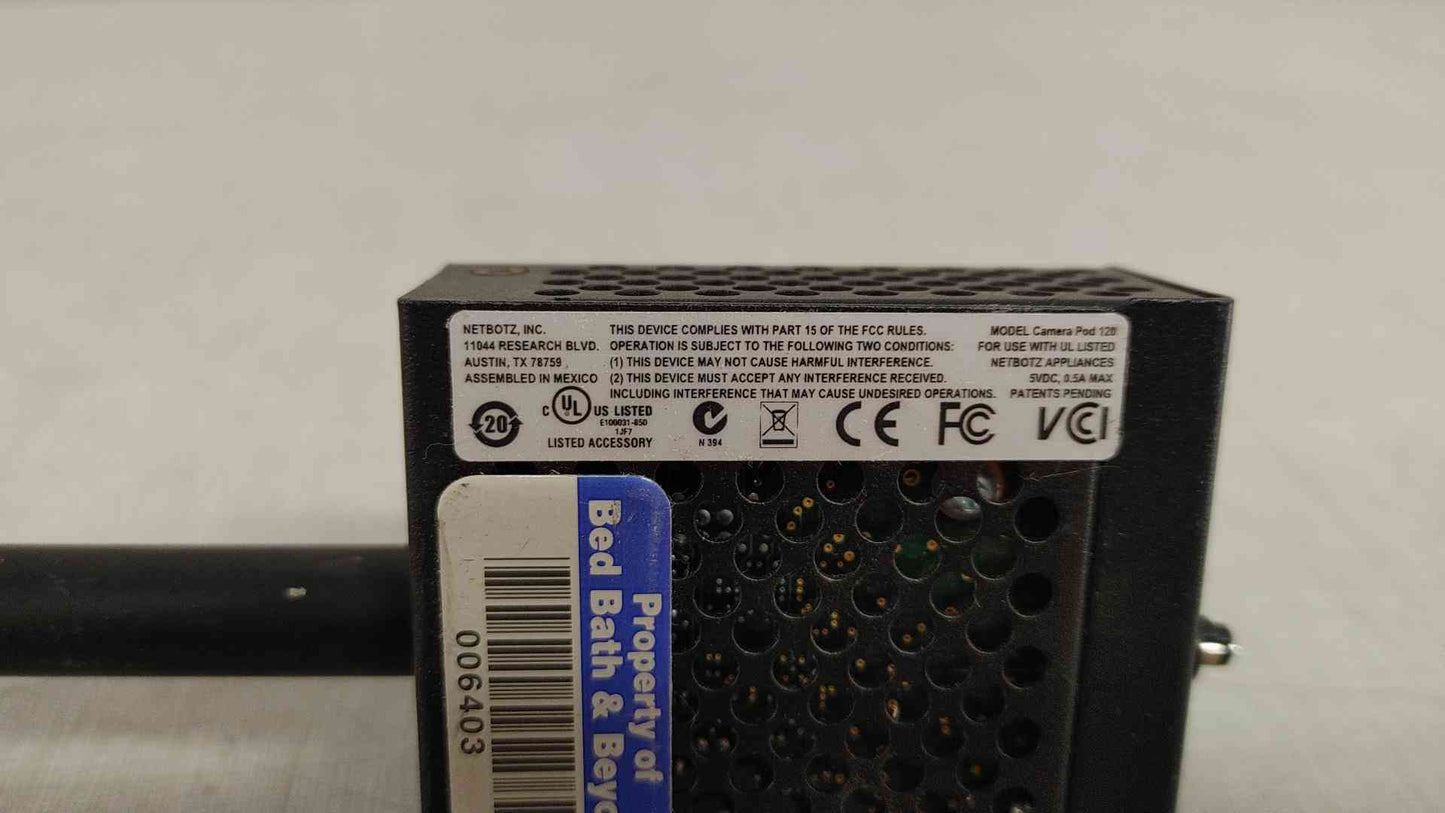 NETBOTZ, INC.
11044 RESEARCH BLVD.
AUSTIN, TX 78759
ASSEMBLED IN MEXICO
THIS DEVICE COMPLIES WITH PART 15 OF THE FCC RULES.
OPERATION IS SUBJECT TO THE FOLLOWING TWO CONDITIONS:
(1) THIS DEVICE MAY NOT CAUSE HARMFUL INTERFERENCE.
(2) THIS DEVICE MUST ACCEPT ANY INTERFERENCE RECEIVED.
INCLUDING INTERFERENCE THAT MAY CAUSE UNDESIRED OPERATIONS.
MODEL Camera Pod 120
FOR USE WITH UL LISTED
NETBOTZ APPLIANCES
5VDC, 0.5A MAX
PATENTS PENDING
20
C UL US LISTED
E100031-850
1JF7
LISTED ACCESSORY
N 394
CE
FC
VCI
Property of
Bed Bath & Beyo
006403